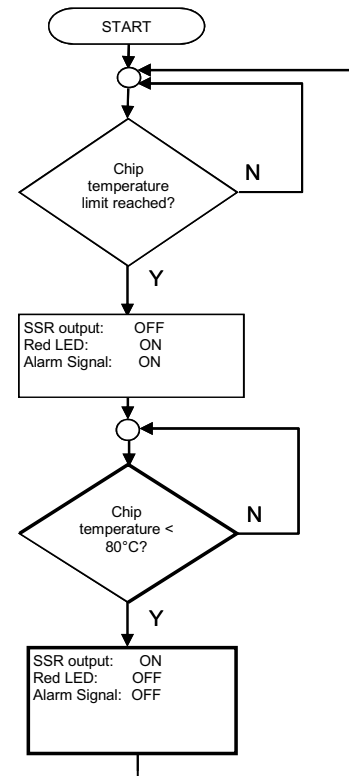 START
Chip
temperature
limit reached?
N
Y
SSR output: OFF
Red LED: ON
Alarm Signal: ON
Chip
temperature <
80°C?
N
Y
SSR output: ON
Red LED: OFF
Alarm Signal: OFF